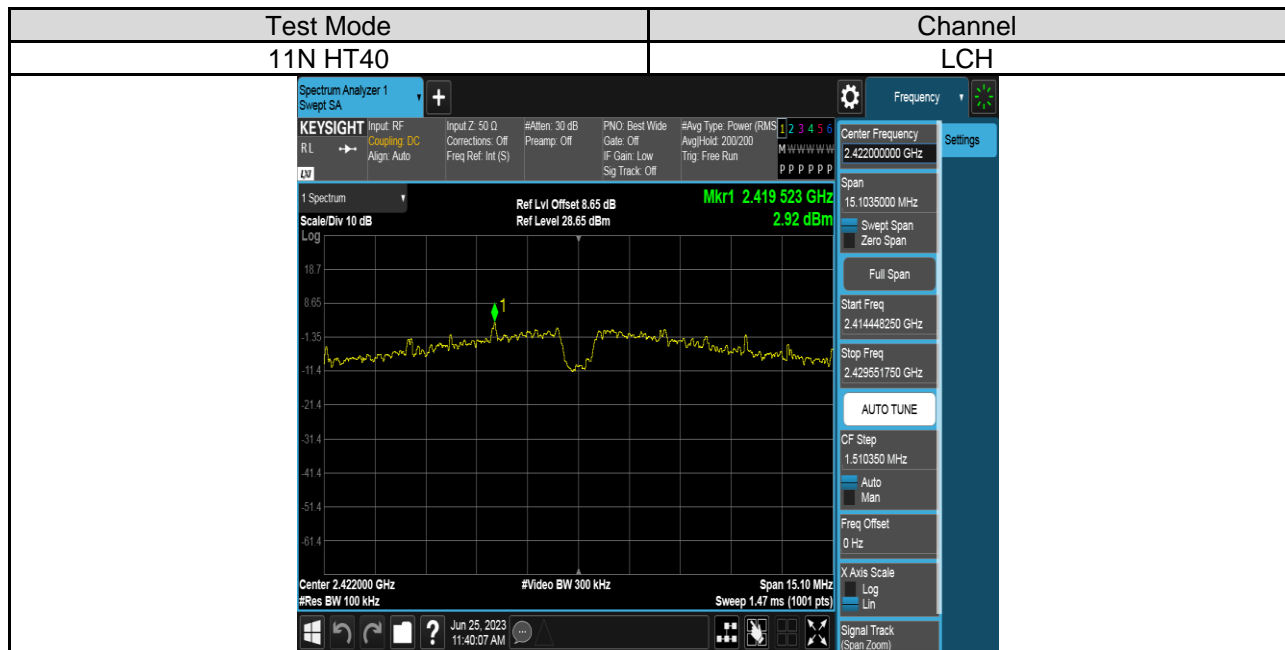 Test Mode Channel
11N HT40 LCH
Spectrum Analyzer 1
Swept SA
+
Frequency
KEYSIGHT
RL
LXI
Input: RF
Coupling: DC
Align: Auto
Input Z: 50 Ω
Corrections: Off
Freq Ref: Int (S)
#Atten: 30 dB
Preamp: Off
PNO: Best Wide
Gate: Off
IF Gain: Low
Sig Track: Off
#Avg Type: Power (RMS
Avg|Hold: 200/200
Trig: Free Run
1 2 3 4 5 6
M W W W W W
P P P P P P
1 Spectrum
Scale/Div 10 dB
Log
Ref Lvl Offset 8.65 dB
Ref Level 28.65 dBm
Mkr1 2.419 523 GHz
2.92 dBm
18.7
8.65
-1.35
-11.4
-21.4
-31.4
-41.4
-51.4
-61.4
1
Center 2.422000 GHz
#Res BW 100 kHz
#Video BW 300 kHz
Span 15.10 MHz
Sweep 1.47 ms (1001 pts)
Center Frequency
2.422000000 GHz
Settings
Span
15.1035000 MHz
Swept Span
Zero Span
Full Span
Start Freq
2.414448250 GHz
Stop Freq
2.429551750 GHz
AUTO TUNE
CF Step
1.510350 MHz
Auto
Man
Freq Offset
0 Hz
X Axis Scale
Log
Lin
Signal Track
(Span Zoom)
?
Jun 25, 2023
11:40:07 AM